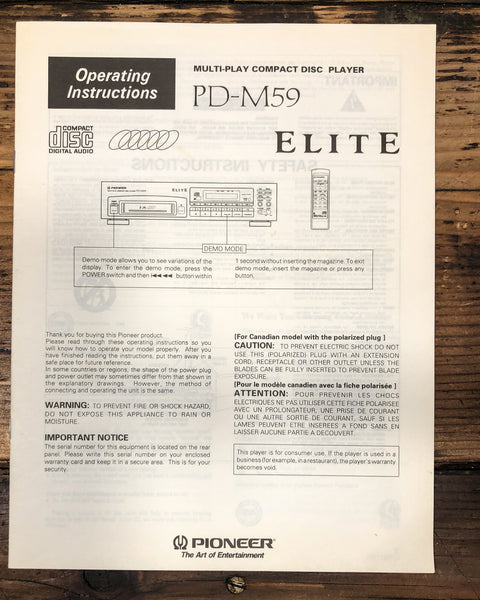 Operating
Instructions
MULTI-PLAY COMPACT DISC PLAYER
PD-M59
COMPACT
disc
DIGITAL AUDIO
ELITE
PIONEER
ELITE
DEMO MODE
Demo mode allows you to see variations of the
display. To enter the demo mode, press the
POWER switch and then ⏮ ◀◀ button within
1 second without inserting the magazine. To exit
demo mode, insert the magazine or press any
button.
Thank you for buying this Pioneer product.
Please read through these operating instructions so you
will know how to operate your model properly. After you
have finished reading the instructions, put them away in a
safe place for future reference.
In some countries or regions, the shape of the power plug
and power outlet may sometimes differ from that shown in
the explanatory drawings. However, the method of
connecting and operating the unit is the same.
WARNING: TO PREVENT FIRE OR SHOCK HAZARD,
DO NOT EXPOSE THIS APPLIANCE TO RAIN OR
MOISTURE.
IMPORTANT NOTICE
The serial number for this equipment is located on the rear
panel. Please write this serial number on your enclosed
warranty card and keep it in a secure area. This is for your
security.
[For Canadian model with the polarized plug ]
CAUTION: TO PREVENT ELECTRIC SHOCK DO NOT
USE THIS (POLARIZED) PLUG WITH AN EXTENSION
CORD, RECEPTACLE OR OTHER OUTLET UNLESS THE
BLADES CAN BE FULLY INSERTED TO PREVENT BLADE
EXPOSURE.
[Pour le modèle canadien avec la fiche polarisée ]
ATTENTION: POUR PREVENIR LES CHOCS
ELECTRIQUES NE PAS UTILISER CETTE FICHE POLARISEE
AVEC UN PROLONGATEUR, UNE PRISE DE COURANT
OU UNE AUTRE SORTIE DE COURANT, SAUF SI LES
LAMES PEUVENT ETRE INSEREES A FOND SANS EN
LAISSER AUCUNE PARTIE A DECOUVERT.
This player is for consumer use. If the player is used in a
business (for example, in a restaurant), the player's warranty
becomes void.
PIONEER
The Art of Entertainment